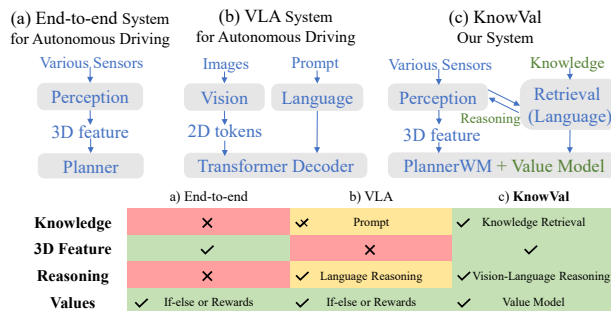 (a) End-to-end System
for Autonomous Driving
Various Sensors
Perception
3D feature
Planner
(b) VLA System
for Autonomous Driving
Images
Prompt
Vision
Language
2D tokens
Transformer Decoder
(c) KnowVal
Our System
Various Sensors
Knowledge
Perception
Retrieval
(Language)
Reasoning
3D feature
PlannerWM + Value Model
a) End-to-end b) VLA c) KnowVal
Knowledge ✕ Prompt ✓ Knowledge Retrieval
3D Feature ✓ ✕ ✓
Reasoning ✕ ✓ Language Reasoning ✓ Vision-Language Reasoning
Values ✓ If-else or Rewards ✓ If-else or Rewards ✓ Value Model